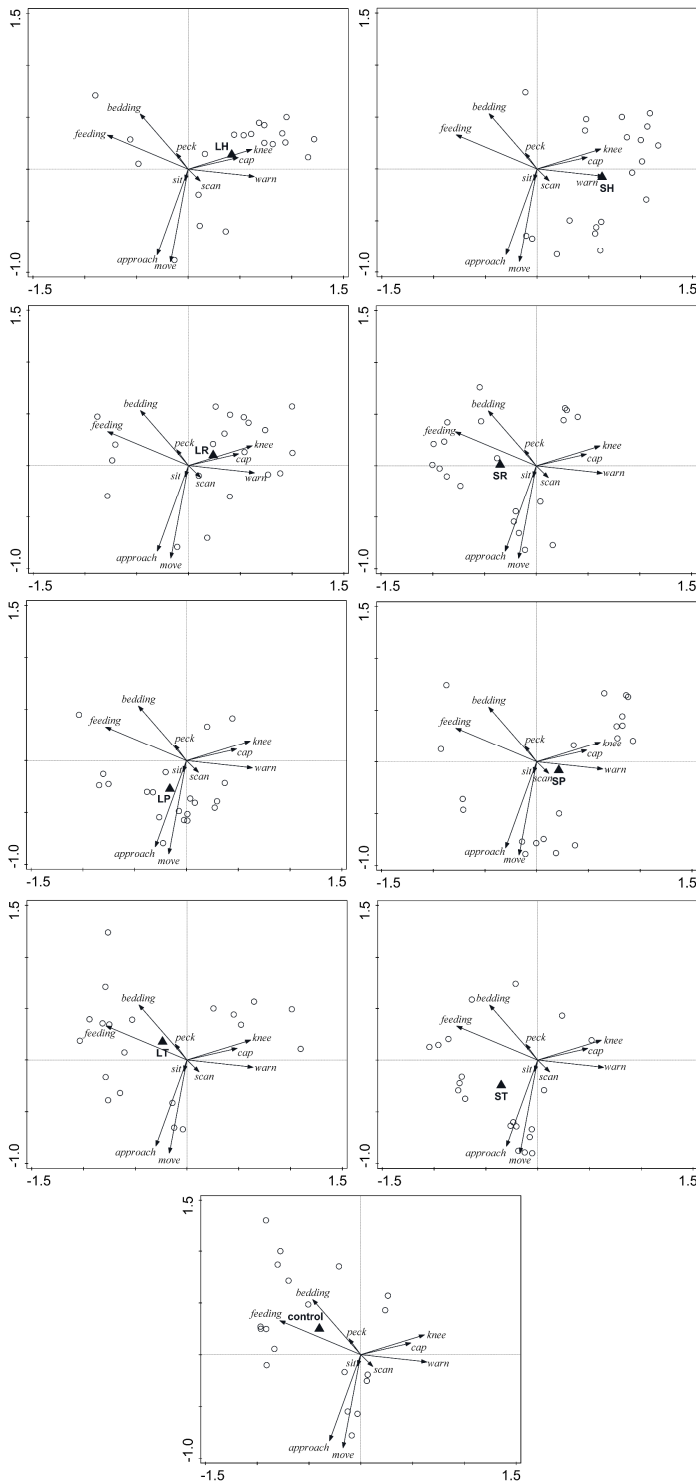 1.5
bedding
feeding
peck
LH
knee
cap
sit
scan
warn
approach
move
-1.0
-1.5
1.5
1.5
bedding
feeding
peck
knee
cap
sit
scan
warn
SH
approach
move
-1.0
-1.5
1.5
1.5
bedding
feeding
peck
LR
knee
cap
sit
scan
warn
approach
move
-1.0
-1.5
1.5
1.5
bedding
feeding
peck
knee
cap
SR
sit
scan
warn
approach
move
-1.0
-1.5
1.5
1.5
bedding
feeding
peck
knee
cap
sit
scan
warn
LP
approach
move
-1.0
-1.5
1.5
1.5
bedding
feeding
peck
knee
cap
sit
scan
warn
SP
approach
move
-1.0
-1.5
1.5
1.5
bedding
feeding
peck
LT
knee
cap
sit
scan
warn
approach
move
-1.0
-1.5
1.5
1.5
bedding
feeding
peck
knee
cap
sit
scan
warn
ST
approach
move
-1.0
-1.5
1.5
1.5
bedding
feeding
control
peck
knee
cap
sit
scan
warn
approach
move
-1.0
-1.5
1.5